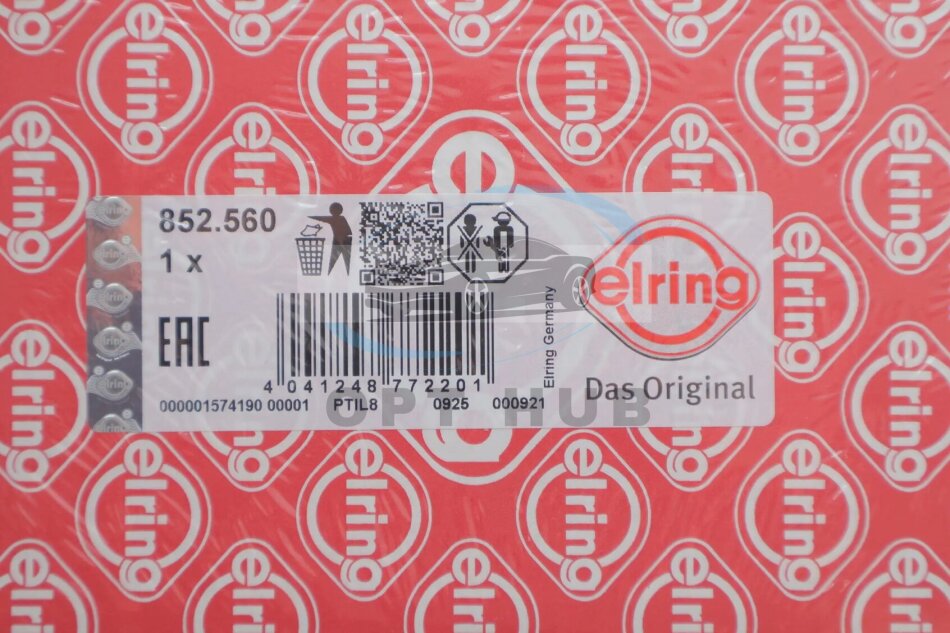 852.560
1 x
EAC
4 041248 772201
000001574190 00001 PTIL8 0925 000921
Elring Germany
elring
Das Original
OPT HUB